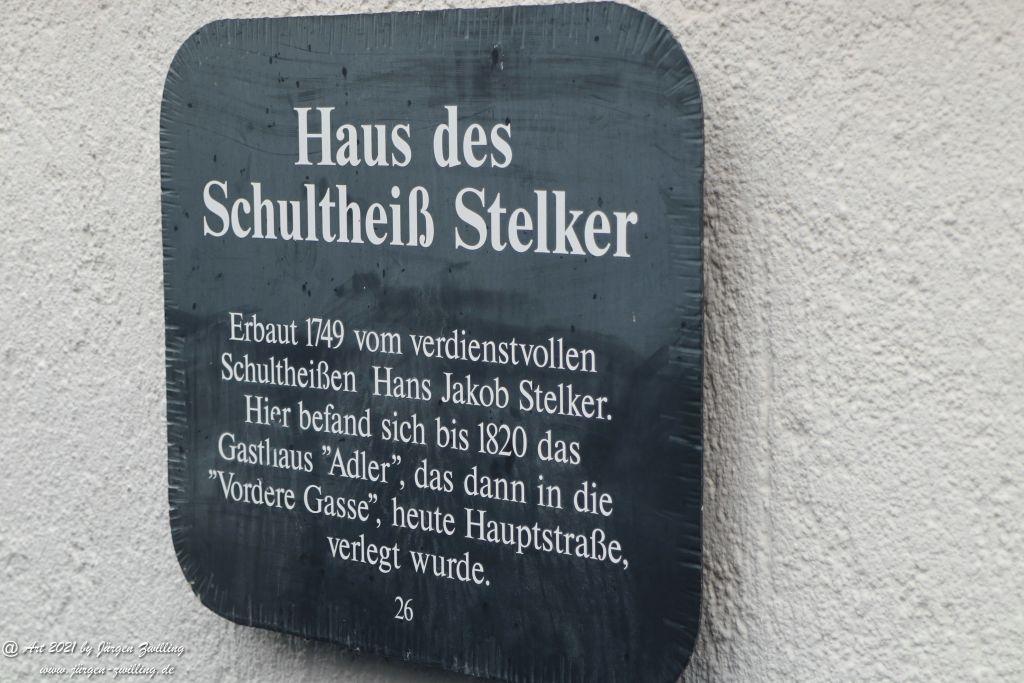 Haus des
Schultheiß Stelker
Erbaut 1749 vom verdienstvollen
Schultheißen Hans Jakob Stelker.
Hier befand sich bis 1820 das
Gasthaus "Adler", das dann in die
"Vordere Gasse", heute Hauptstraße,
verlegt wurde.
26
@ Art 2021 by Jürgen Zwilling
www.jürgen-zwilling.de